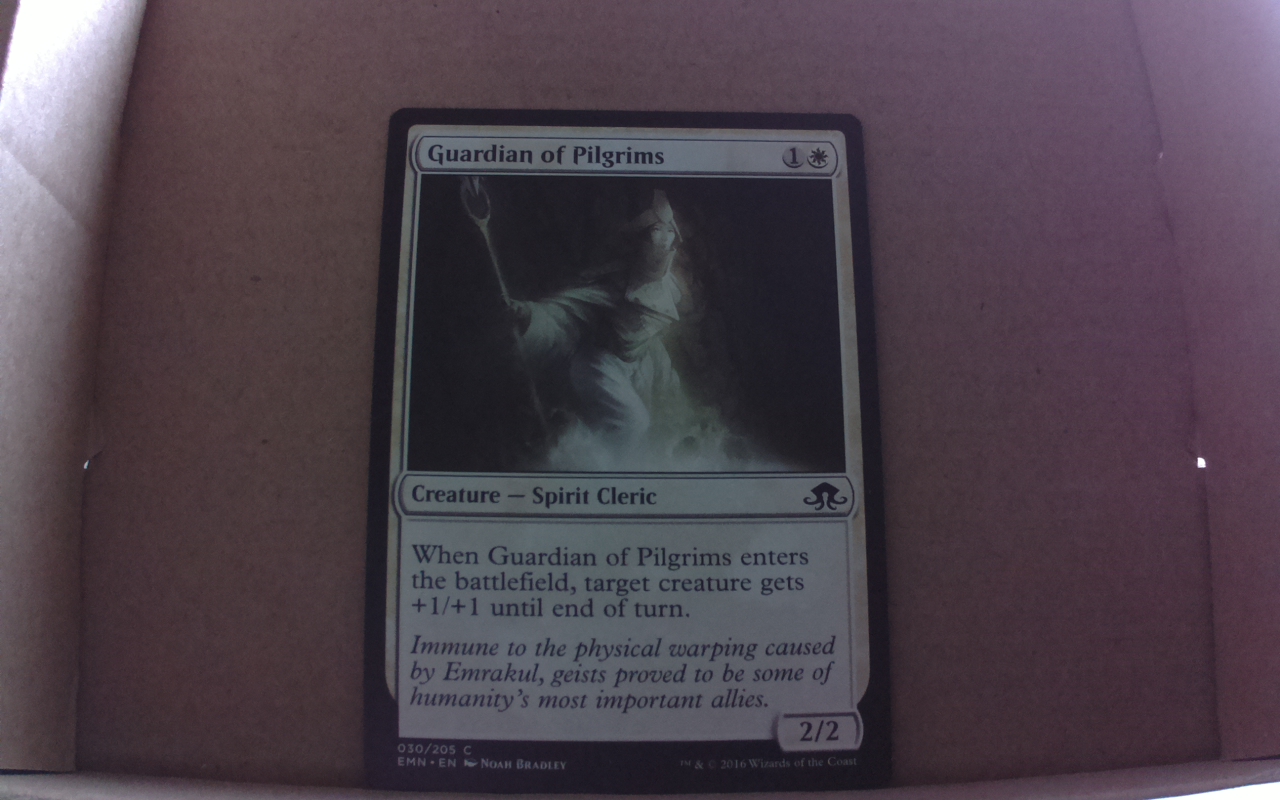 Guardian of Pilgrims 1
Creature — Spirit Cleric
When Guardian of Pilgrims enters
the battlefield, target creature gets
+1/+1 until end of turn.
Immune to the physical warping caused
by Emrakul, geists proved to be some of
humanity's most important allies.
2/2
030/205 C
EMN • EN Noah Bradley
™ & © 2016 Wizards of the Coast